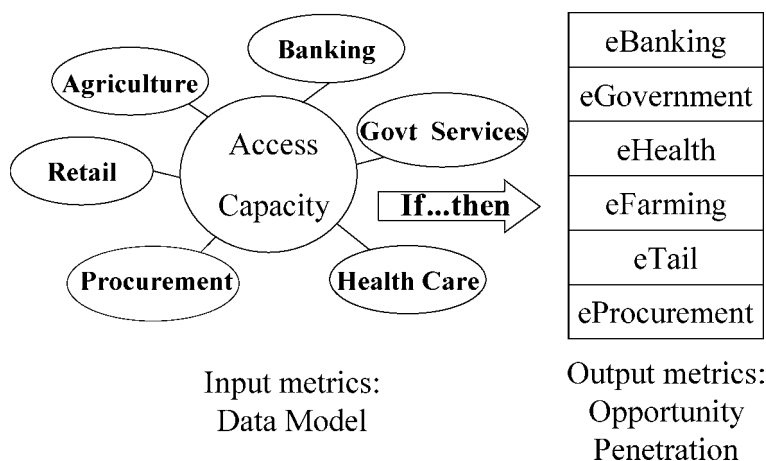 Banking
Agriculture
Access
Capacity
Govt Services
Retail
If...then
Procurement
Health Care
Input metrics:
Data Model
eBanking
eGovernment
eHealth
eFarming
eTail
eProcurement
Output metrics:
Opportunity
Penetration